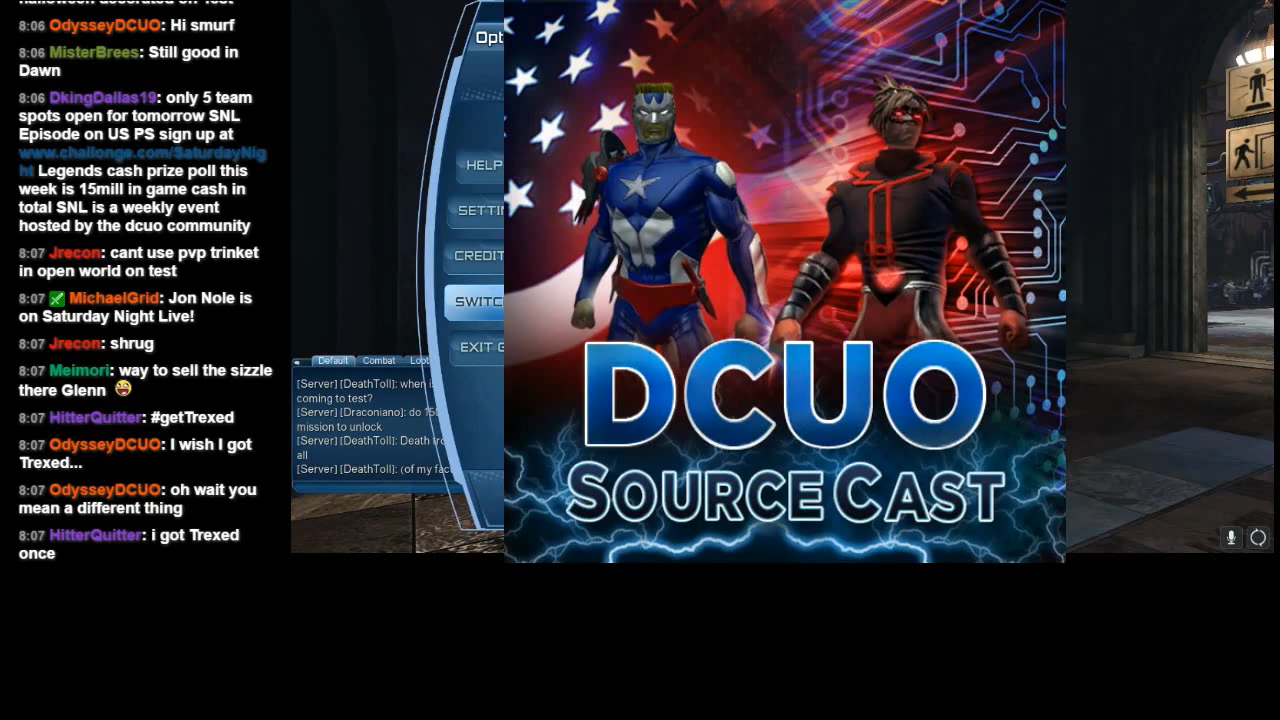 8:06 OdysseyDCUO: Hi smurf
8:06 MisterBrees: Still good in
Dawn
8:06 DkingDallas19: only 5 team
spots open for tomorrow SNL
Episode on US PS sign up at
www.challonge.com/SaturdayNig
ht Legends cash prize poll this
week is 15mill in game cash in
total SNL is a weekly event
hosted by the dcuo community
8:07 Jrecon: cant use pvp trinket
in open world on test
8:07 MichaelGrid: Jon Nole is
on Saturday Night Live!
8:07 Jrecon: shrug
8:07 Meimori: way to sell the sizzle
there Glenn
8:07 HitterQuitter: #getTrexed
8:07 OdysseyDCUO: I wish I got
Trexed...
8:07 OdysseyDCUO: oh wait you
mean a different thing
8:07 HitterQuitter: i got Trexed
once
Opt
HELP
SETTI
CREDIT
SWITC
EXIT G
Default Combat Loot
[Server] [DeathToll]: when i
coming to test?
[Server] [Draconiano]: do 150
mission to unlock
[Server] [DeathToll]: Death fro
all
[Server] [DeathToll]: (of my fac
DCUO
SOURCE CAST